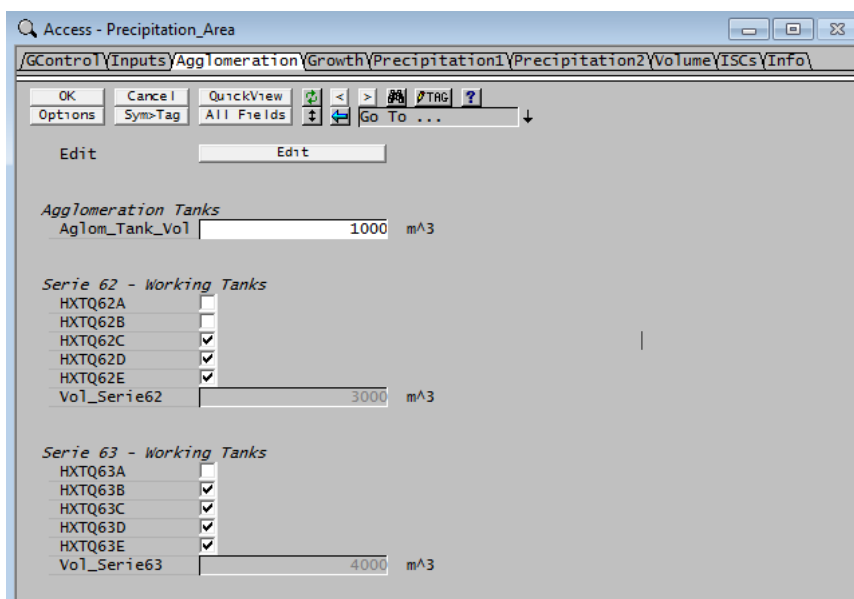 Access - Precipitation_Area
/GControl\/Inputs\/Agglomeration\/Growth\/Precipitation1\/Precipitation2\/Volume\/ISCs\/Info\
OK Cancel QuickView < > TAG ?
Options Sym>Tag All Fields Go To ...
Edit Edit
Agglomeration Tanks
Aglom_Tank_Vol 1000 m^3
Serie 62 - Working Tanks
HXTQ62A
HXTQ62B
HXTQ62C
HXTQ62D
HXTQ62E
Vol_Serie62 3000 m^3
Serie 63 - Working Tanks
HXTQ63A
HXTQ63B
HXTQ63C
HXTQ63D
HXTQ63E
Vol_Serie63 4000 m^3